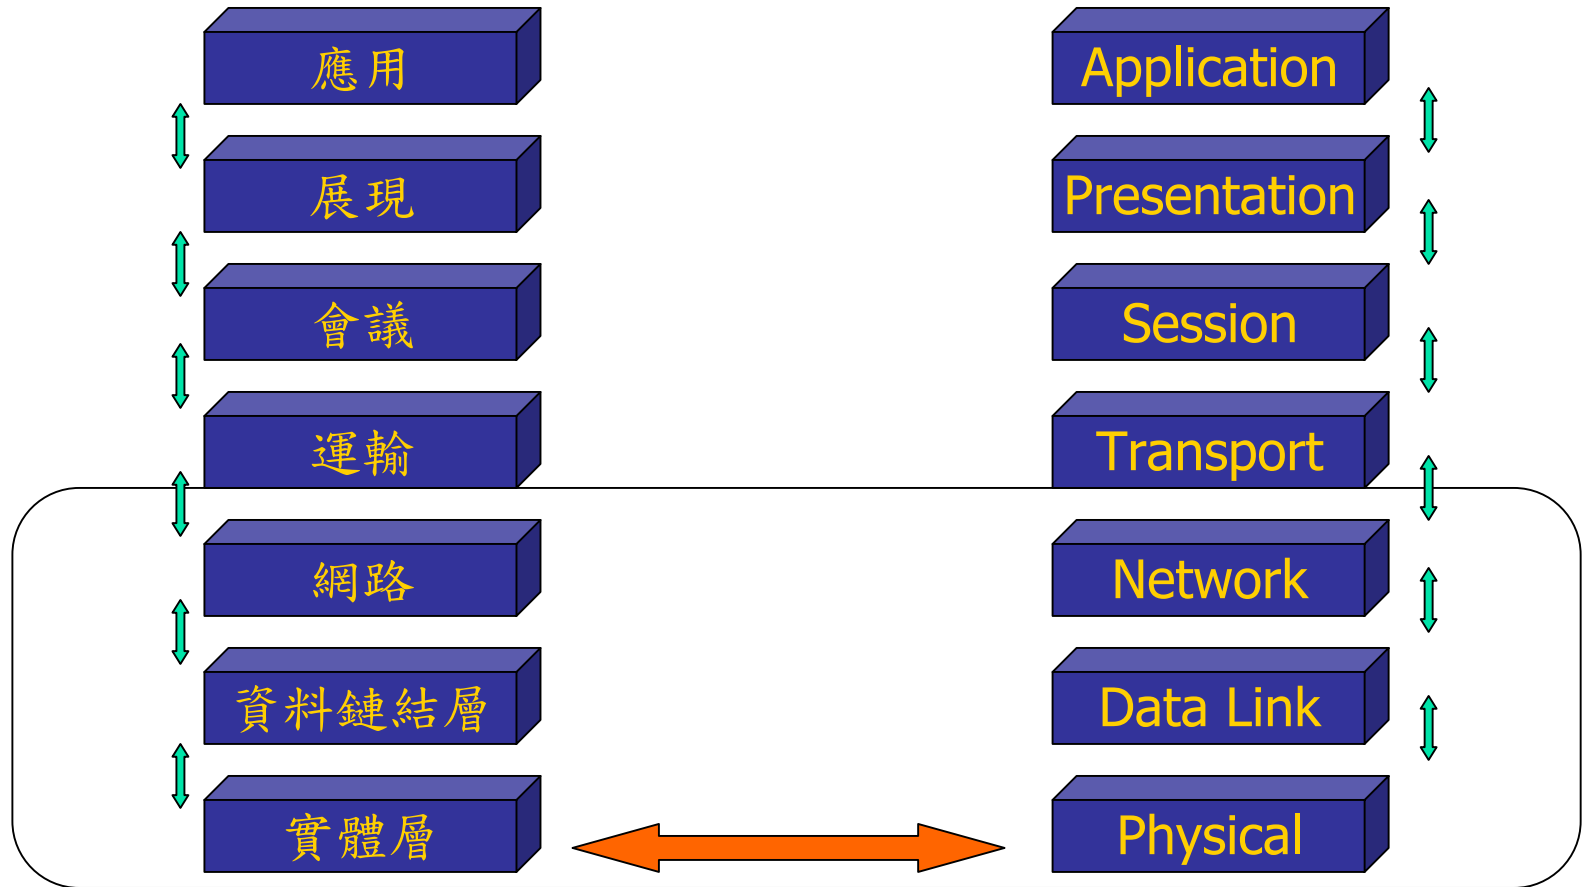 應用
展現
會議
運輸
網路
資料鏈結層
實體層
Application
Presentation
Session
Transport
Network
Data Link
Physical